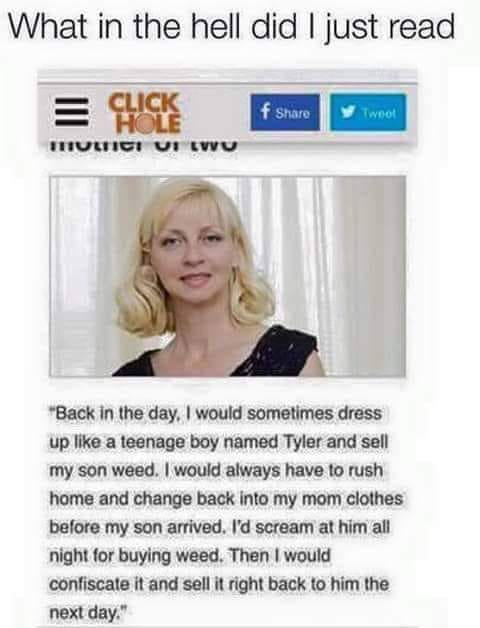 What in the hell did I just read
CLICK
HOLE
f Share
Tweet
mother of two
"Back in the day, I would sometimes dress
up like a teenage boy named Tyler and sell
my son weed. I would always have to rush
home and change back into my mom clothes
before my son arrived. I'd scream at him all
night for buying weed. Then I would
confiscate it and sell it right back to him the
next day."